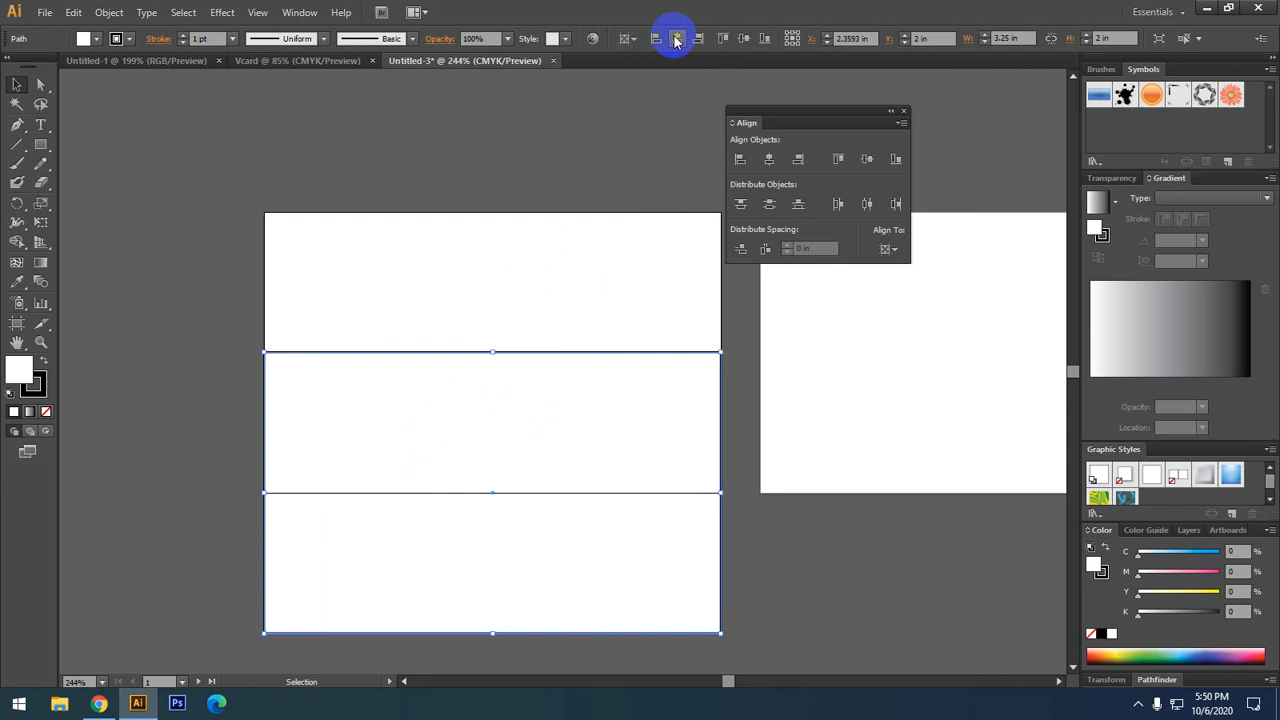 Ai File Edit Object Type Select Effect View Window Help Br Essentials
Path Stroke: 1 pt Uniform Basic Opacity: 100% Style: X: 2.3593 in Y: 2 in W: 3.25 in H: 2 in
Untitled-1 @ 199% (RGB/Preview) × Vcard @ 85% (CMYK/Preview) × Untitled-3* @ 244% (CMYK/Preview) ×
Brushes Symbols
Align
Align Objects:
Distribute Objects:
Distribute Spacing: Align To:
0 in
Transparency Gradient
Type:
Stroke:
Opacity:
Location:
Graphic Styles
Color Color Guide Layers Artboards
C 0 %
M 0 %
Y 0 %
K 0 %
Transform Pathfinder
244% 1 Selection
Ai Ps
5:50 PM
10/6/2020